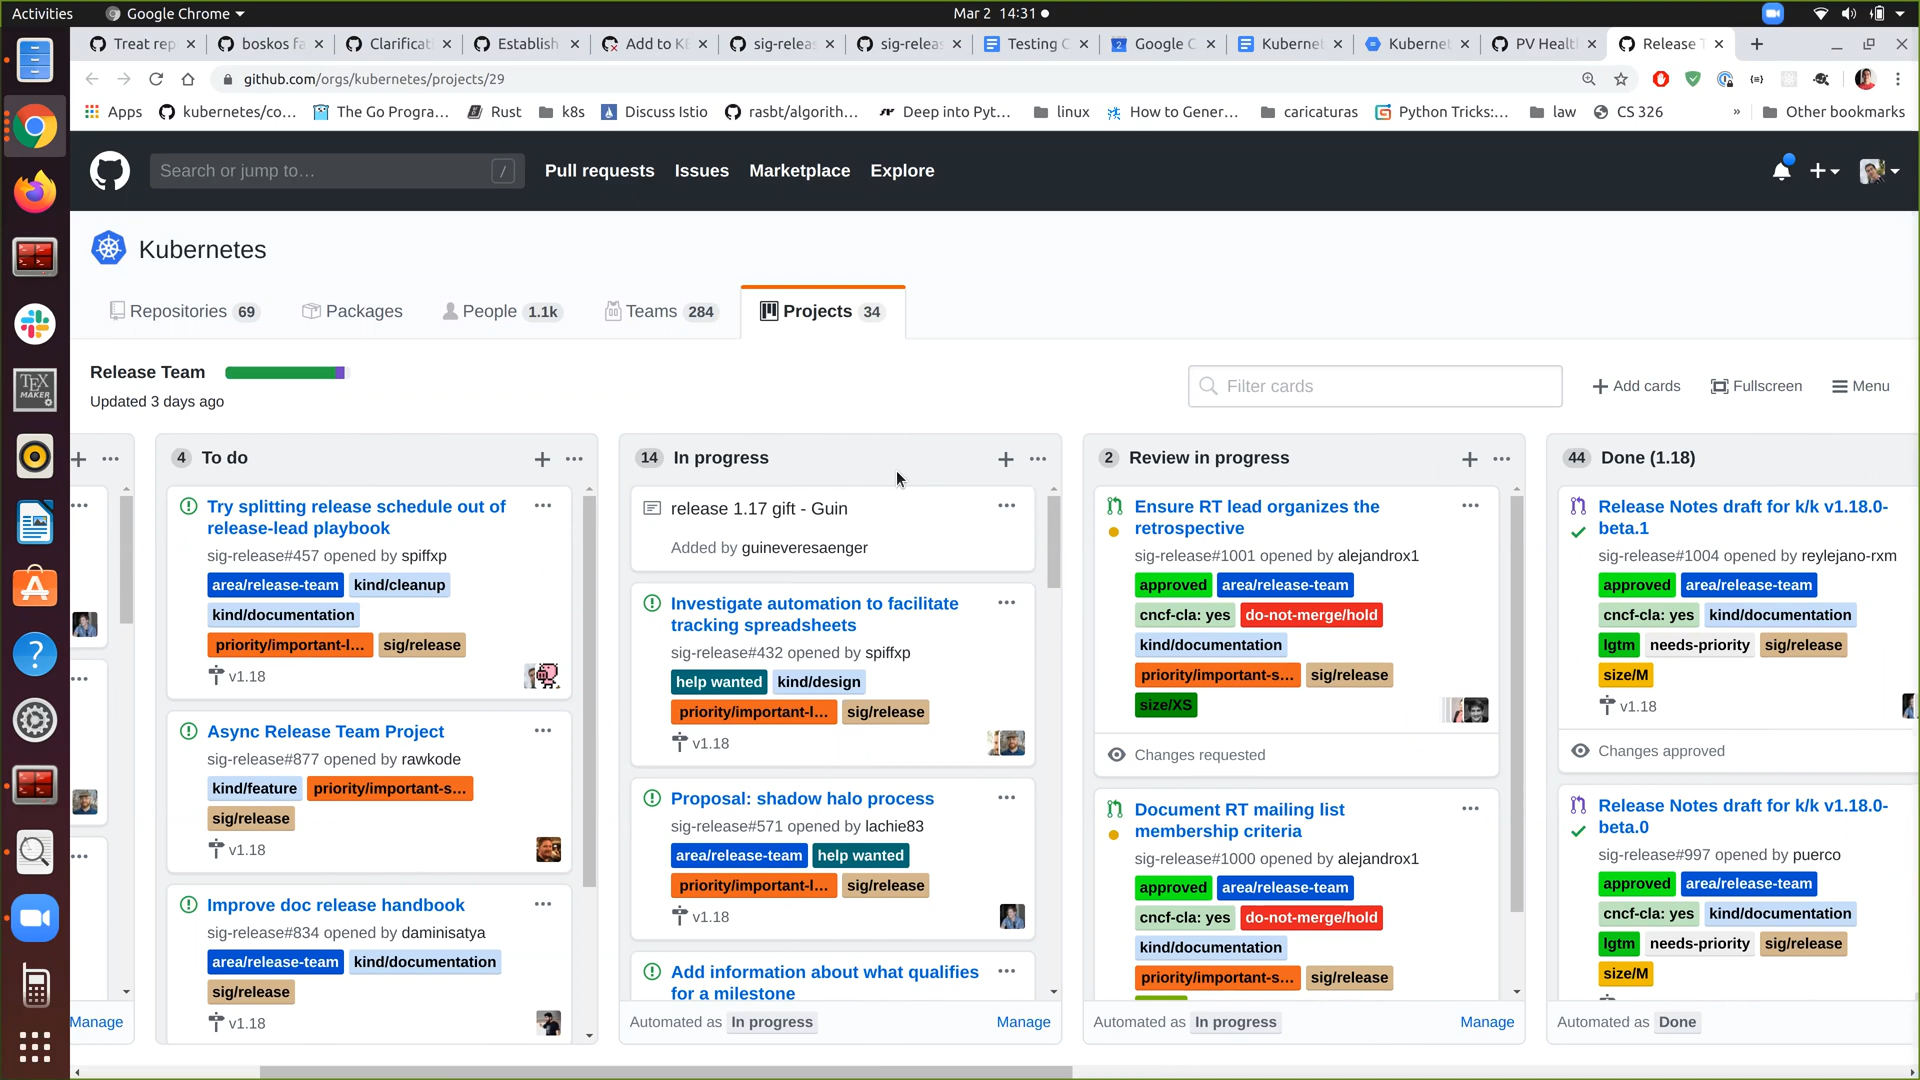 Activities Google Chrome Mar 2 14:31
Treat rep boskos fa Clarificat Establish Add to K sig-releas sig-releas Testing C Google C Kubernet Kubernet PV Healt Release T
github.com/orgs/kubernetes/projects/29
Apps kubernetes/co... The Go Progra... Rust k8s Discuss Istio rasbt/algorith... Deep into Pyt... linux How to Gener... caricaturas Python Tricks:... law CS 326 » Other bookmarks
Search or jump to… / Pull requests Issues Marketplace Explore
Kubernetes
Repositories 69 Packages People 1.1k Teams 284 Projects 34
Release Team
Updated 3 days ago
Filter cards
Add cards Fullscreen Menu
Manage
4 To do
Try splitting release schedule out of
release-lead playbook
sig-release#457 opened by spiffxp
area/release-team kind/cleanup
kind/documentation
priority/important-l... sig/release
v1.18
Async Release Team Project
sig-release#877 opened by rawkode
kind/feature priority/important-s...
sig/release
v1.18
Improve doc release handbook
sig-release#834 opened by daminisatya
area/release-team kind/documentation
sig/release
v1.18
14 In progress
release 1.17 gift - Guin
Added by guineveresaenger
Investigate automation to facilitate
tracking spreadsheets
sig-release#432 opened by spiffxp
help wanted kind/design
priority/important-l... sig/release
v1.18
Proposal: shadow halo process
sig-release#571 opened by lachie83
area/release-team help wanted
priority/important-l... sig/release
v1.18
Add information about what qualifies
for a milestone
Automated as In progress Manage
2 Review in progress
Ensure RT lead organizes the
retrospective
sig-release#1001 opened by alejandrox1
approved area/release-team
cncf-cla: yes do-not-merge/hold
kind/documentation
priority/important-s... sig/release
size/XS
Changes requested
Document RT mailing list
membership criteria
sig-release#1000 opened by alejandrox1
approved area/release-team
cncf-cla: yes do-not-merge/hold
kind/documentation
priority/important-s... sig/release
Automated as In progress Manage
44 Done (1.18)
Release Notes draft for k/k v1.18.0-
beta.1
sig-release#1004 opened by reylejano-rxm
approved area/release-team
cncf-cla: yes kind/documentation
lgtm needs-priority sig/release
size/M
v1.18
Changes approved
Release Notes draft for k/k v1.18.0-
beta.0
sig-release#997 opened by puerco
approved area/release-team
cncf-cla: yes kind/documentation
lgtm needs-priority sig/release
size/M
Automated as Done
TEX
MAKER